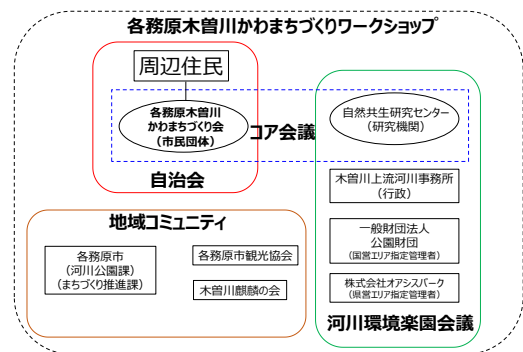 各務原木曽川かわまちづくりワークショップ
周辺住民
各務原木曽川
かわまちづくり会
(市民団体)
コア会議
自治会
自然共生研究センター
(研究機関)
木曽川上流河川事務所
(行政)
一般財団法人
公園財団
(国営エリア指定管理者)
株式会社オアシスパーク
(県営エリア指定管理者)
河川環境楽園会議
地域コミュニティ
各務原市
(河川公園課)
(まちづくり推進課)
各務原市観光協会
木曽川麒麟の会